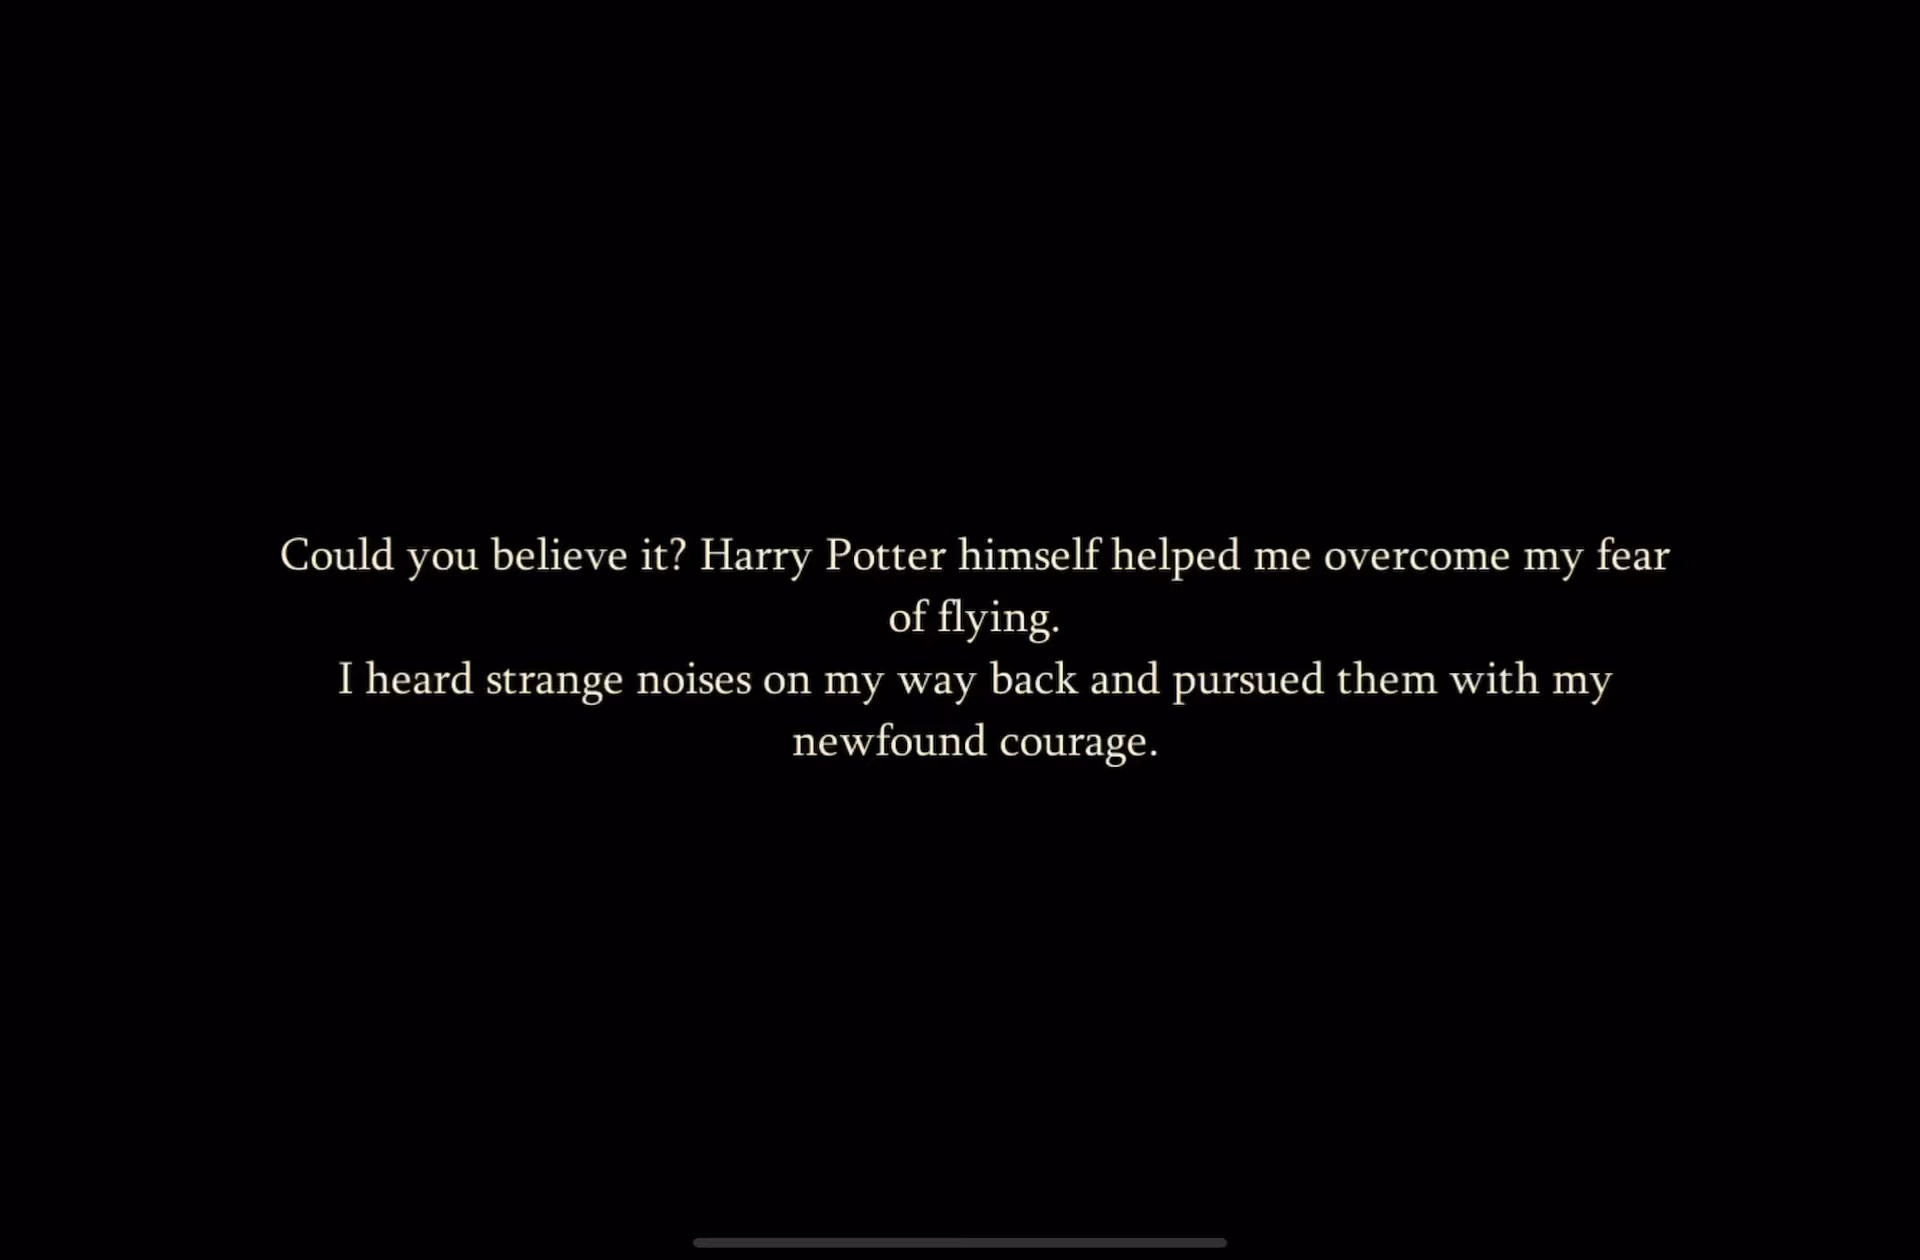 Could you believe it? Harry Potter himself helped me overcome my fear
of flying.
I heard strange noises on my way back and pursued them with my
newfound courage.